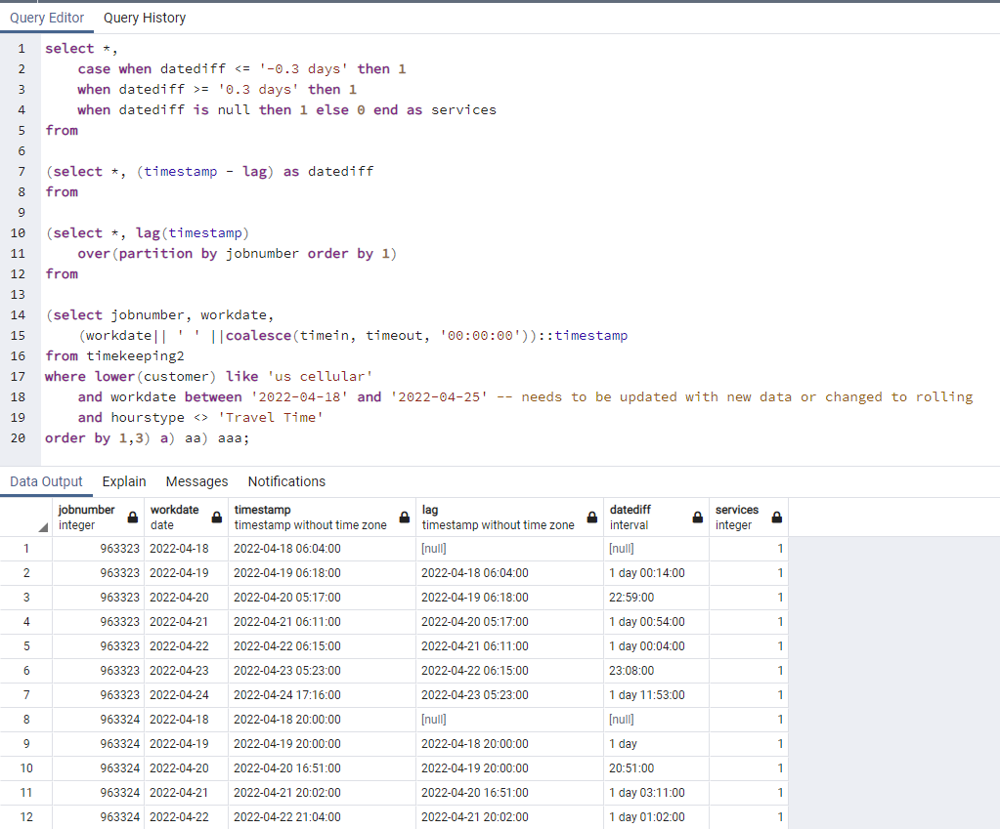 Query Editor Query History
1 select *,
2 case when datediff <= '-0.3 days' then 1
3 when datediff >= '0.3 days' then 1
4 when datediff is null then 1 else 0 end as services
5 from
6
7 (select *, (timestamp - lag) as datediff
8 from
9
10 (select *, lag(timestamp)
11 over(partition by jobnumber order by 1)
12 from
13
14 (select jobnumber, workdate,
15 (workdate|| ' ' ||coalesce(timein, timeout, '00:00:00'))::timestamp
16 from timekeeping2
17 where lower(customer) like 'us cellular'
18 and workdate between '2022-04-18' and '2022-04-25' -- needs to be updated with new data or changed to rolling
19 and hourstype <> 'Travel Time'
20 order by 1,3) a) aa) aaa;
Data Output Explain Messages Notifications
jobnumber workdate timestamp lag datediff services
integer date timestamp without time zone timestamp without time zone interval integer
1 963323 2022-04-18 2022-04-18 06:04:00 [null] [null] 1
2 963323 2022-04-19 2022-04-19 06:18:00 2022-04-18 06:04:00 1 day 00:14:00 1
3 963323 2022-04-20 2022-04-20 05:17:00 2022-04-19 06:18:00 22:59:00 1
4 963323 2022-04-21 2022-04-21 06:11:00 2022-04-20 05:17:00 1 day 00:54:00 1
5 963323 2022-04-22 2022-04-22 06:15:00 2022-04-21 06:11:00 1 day 00:04:00 1
6 963323 2022-04-23 2022-04-23 05:23:00 2022-04-22 06:15:00 23:08:00 1
7 963323 2022-04-24 2022-04-24 17:16:00 2022-04-23 05:23:00 1 day 11:53:00 1
8 963324 2022-04-18 2022-04-18 20:00:00 [null] [null] 1
9 963324 2022-04-19 2022-04-19 20:00:00 2022-04-18 20:00:00 1 day 1
10 963324 2022-04-20 2022-04-20 16:51:00 2022-04-19 20:00:00 20:51:00 1
11 963324 2022-04-21 2022-04-21 20:02:00 2022-04-20 16:51:00 1 day 03:11:00 1
12 963324 2022-04-22 2022-04-22 21:04:00 2022-04-21 20:02:00 1 day 01:02:00 1